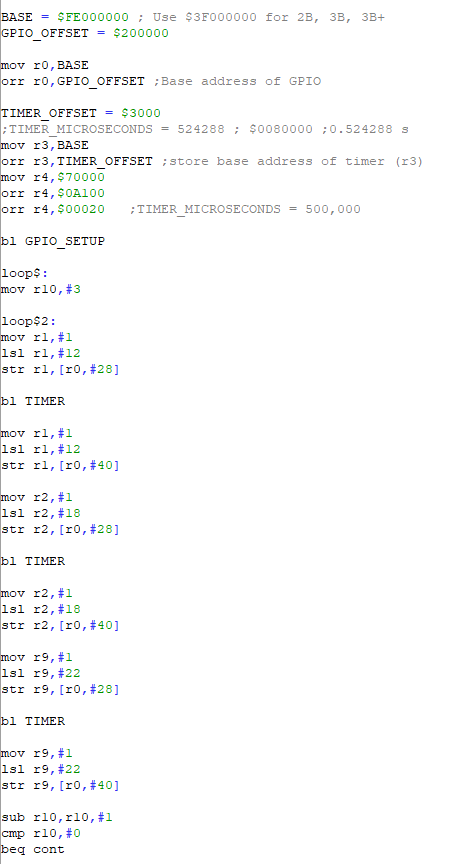 BASE = $FE000000 ; Use $3F000000 for 2B, 3B, 3B+
GPIO_OFFSET = $200000
mov r0,BASE
orr r0,GPIO_OFFSET ;Base address of GPIO
TIMER_OFFSET = $3000
;TIMER_MICROSECONDS = 524288 ; $0080000 ;0.524288 s
mov r3,BASE
orr r3,TIMER_OFFSET ;store base address of timer (r3)
mov r4,$70000
orr r4,$0A100
orr r4,$00020   ;TIMER_MICROSECONDS = 500,000
bl GPIO_SETUP
loop$:
mov r10,#3
loop$2:
mov r1,#1
lsl r1,#12
str r1,[r0,#28]
bl TIMER
mov r1,#1
lsl r1,#12
str r1,[r0,#40]
mov r2,#1
lsl r2,#18
str r2,[r0,#28]
bl TIMER
mov r2,#1
lsl r2,#18
str r2,[r0,#40]
mov r9,#1
lsl r9,#22
str r9,[r0,#28]
bl TIMER
mov r9,#1
lsl r9,#22
str r9,[r0,#40]
sub r10,r10,#1
cmp r10,#0
beq cont